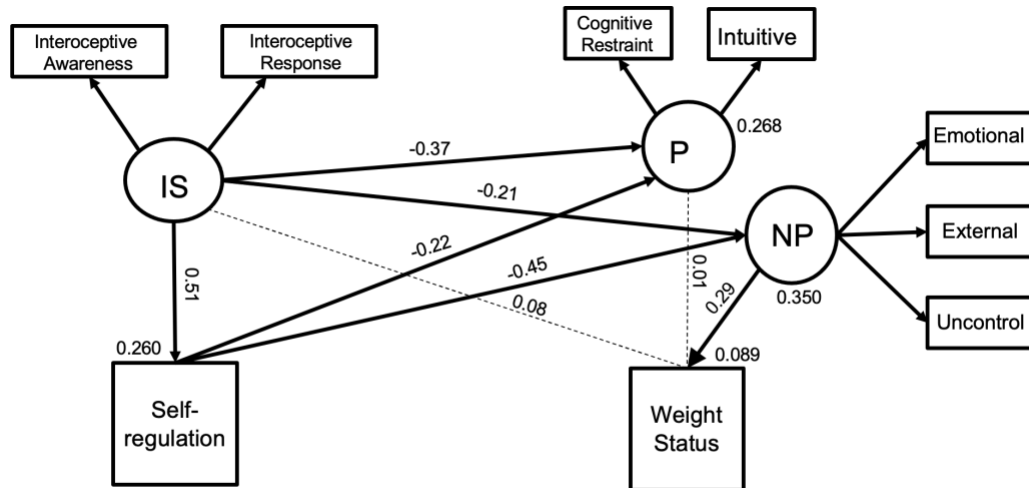 Interoceptive
Awareness
Interoceptive
Response
Cognitive
Restraint
Intuitive
IS
P
0.268
-0.37
-0.21
-0.22
-0.45
0.51
0.08
0.01
0.29
NP
0.350
Emotional
External
Uncontrol
0.260
Self-
regulation
0.089
Weight
Status